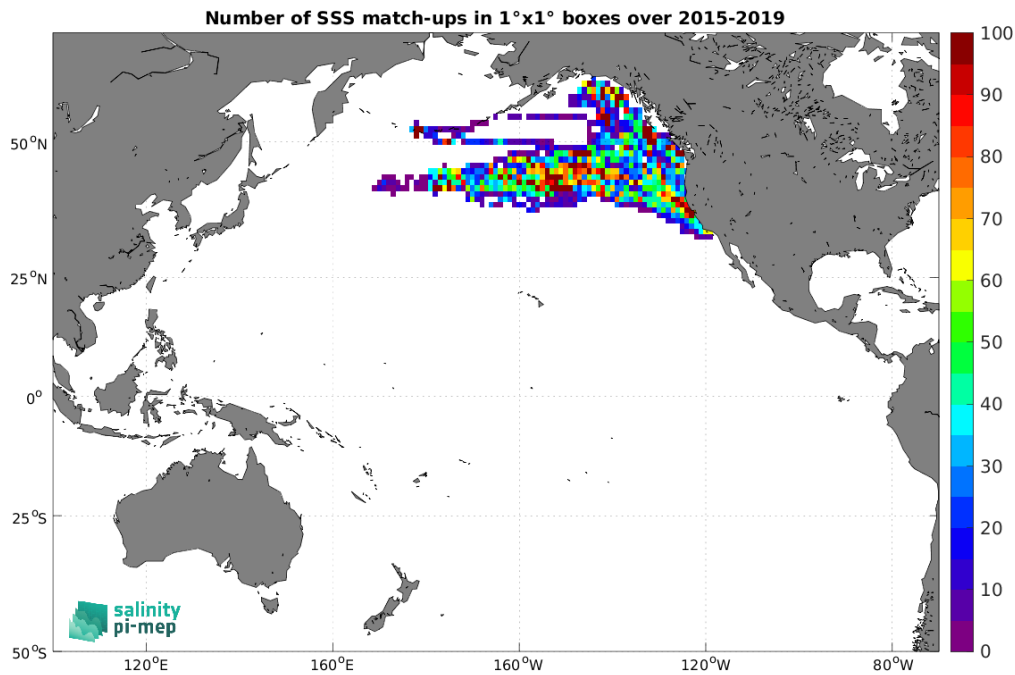 Number of SSS match-ups in 1°x1° boxes over 2015-2019
100
90
80
70
60
50
40
30
20
10
0
50°N
25°N
0°
25°S
50°S
120°E
160°E
160°W
120°W
80°W
salinity
pi-mep